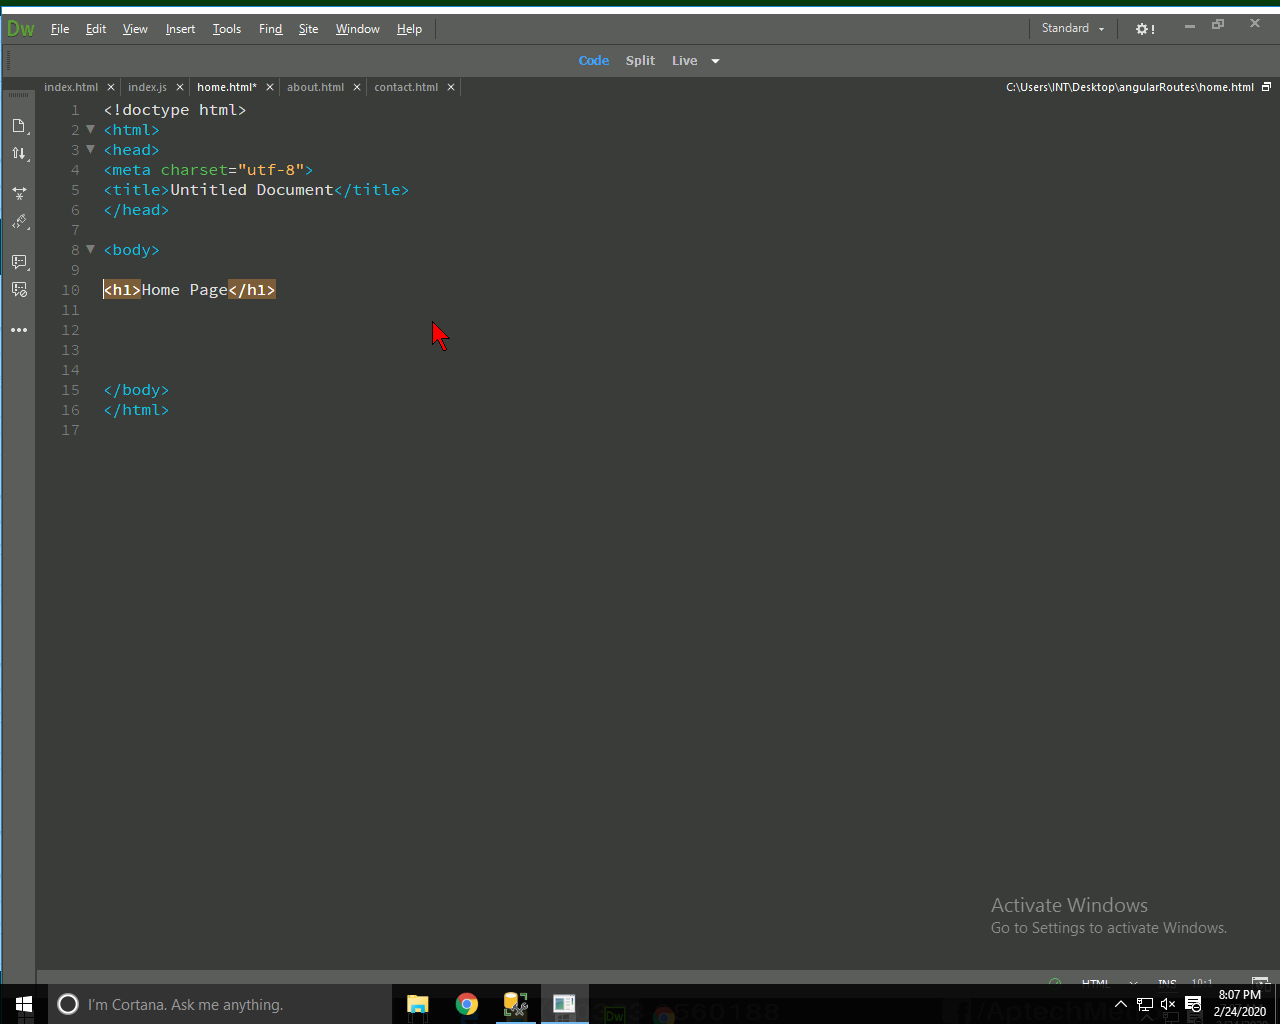 Dw File Edit View Insert Tools Find Site Window Help Standard
Code Split Live
index.html × index.js × home.html* × about.html × contact.html × C:\Users\INT\Desktop\angularRoutes\home.html
1 <!doctype html>
2 <html>
3 <head>
4 <meta charset="utf-8">
5 <title>Untitled Document</title>
6 </head>
7
8 <body>
9
10 <h1>Home Page</h1>
11
12
13
14
15 </body>
16 </html>
17
Activate Windows
Go to Settings to activate Windows.
HTML INS 10:1
I'm Cortana. Ask me anything.
8:07 PM
2/24/2020